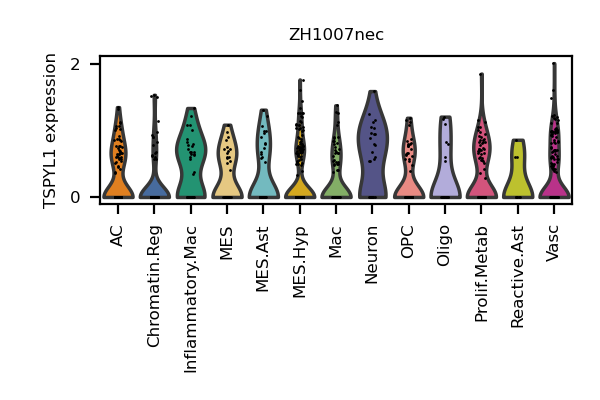 ZH1007nec
TSPYL1 expression
2
0
AC
Chromatin.Reg
Inflammatory.Mac
MES
MES.Ast
MES.Hyp
Mac
Neuron
OPC
Oligo
Prolif.Metab
Reactive.Ast
Vasc